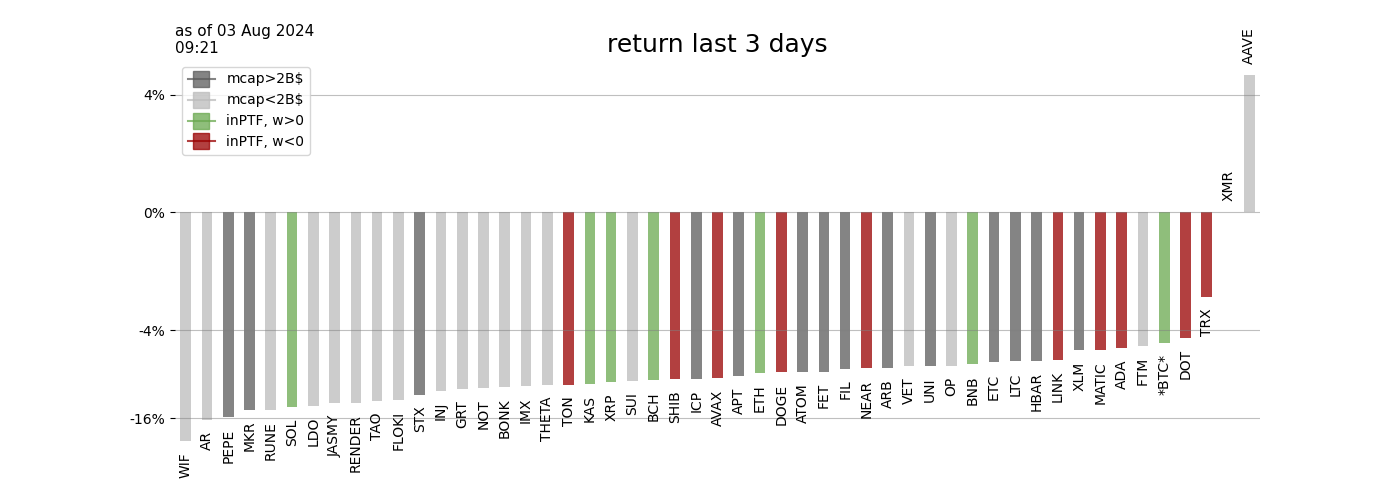 as of 03 Aug 2024
09:21
return last 3 days
mcap>2B$
mcap<2B$
inPTF, w>0
inPTF, w<0
4%
0%
-4%
-16%
WIF
AR
PEPE
MKR
RUNE
SOL
LDO
JASMY
RENDER
TAO
FLOKI
STX
INJ
GRT
NOT
BONK
IMX
THETA
TON
KAS
XRP
SUI
BCH
SHIB
ICP
AVAX
APT
ETH
DOGE
ATOM
FET
FIL
NEAR
ARB
VET
UNI
OP
BNB
ETC
LTC
HBAR
LINK
XLM
MATIC
ADA
FTM
*BTC*
DOT
TRX
XMR
AAVE